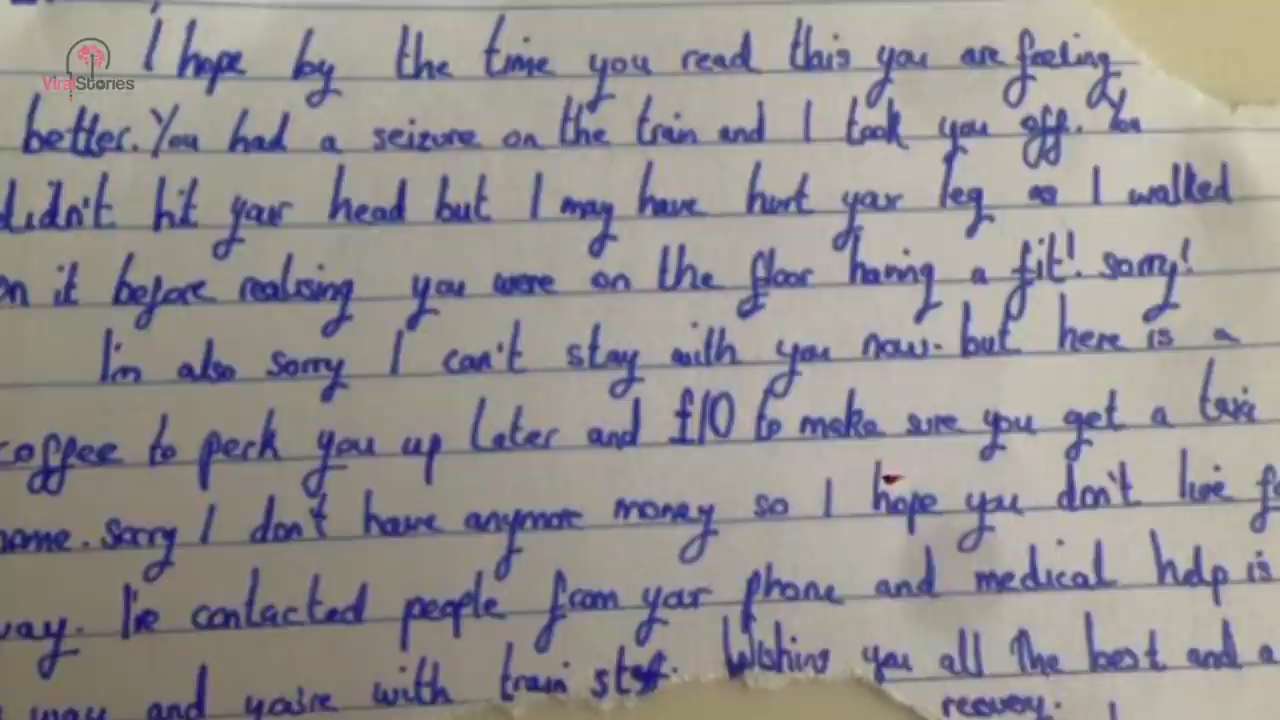 ViralStories
I hope by the time you read this you are feeling
better. You had a seizure on the train and I took you off. You
didn't hit your head but I may have hurt your leg as I walked
on it before realising you were on the floor having a fit! sorry!
I'm also sorry I can't stay with you now. but here is a
coffee to perk you up later and £10 to make sure you get a taxi
home. Sorry I don't have anymore money so I hope you don't live f
way. I've contacted people from your phone and medical help is
way and you're with train staff. Wishing you all the best and a
recovery.